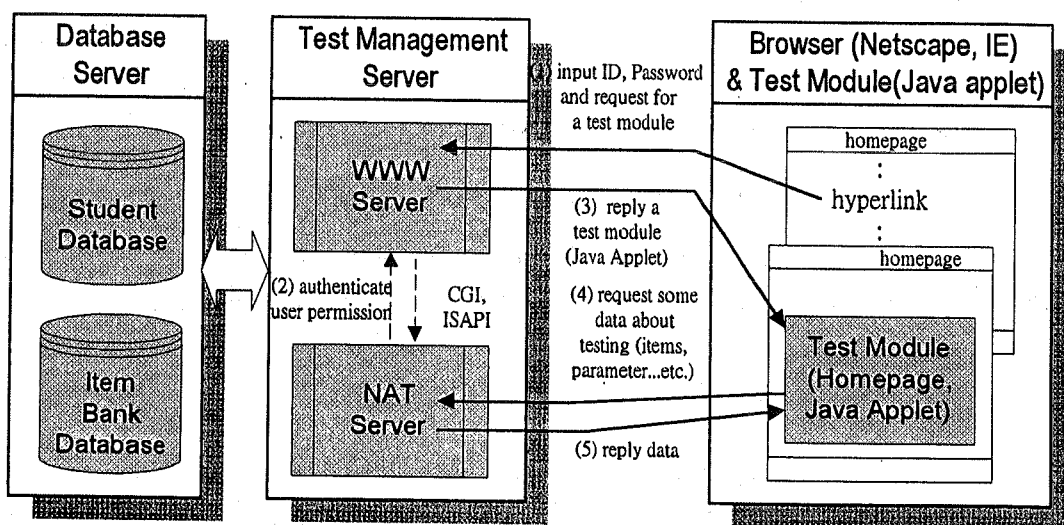 Database
Server
Student
Database
Item
Bank
Database
Test Management
Server
WWW
Server
(2) authenticate
user permission
CGI,
ISAPI
NAT
Server
(1) input ID, Password
and request for
a test module
(3) reply a
test module
(Java Applet)
(4) request some
data about
testing (items,
parameter...etc.)
(5) reply data
Browser (Netscape, IE)
& Test Module(Java applet)
homepage
:
hyperlink
:
homepage
Test Module
(Homepage,
Java Applet)